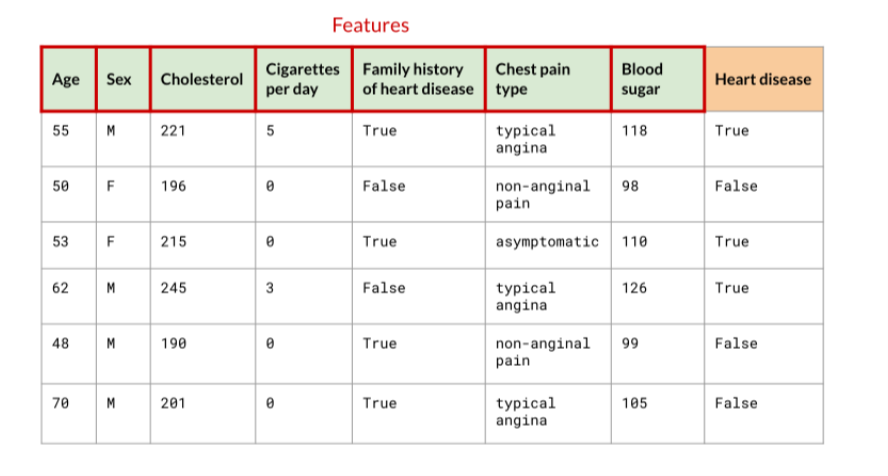 Features
Age Sex Cholesterol Cigarettes per day Family history of heart disease Chest pain type Blood sugar Heart disease
55 M 221 5 True typical angina 118 True
50 F 196 0 False non-anginal pain 98 False
53 F 215 0 True asymptomatic 110 True
62 M 245 3 False typical angina 126 True
48 M 190 0 True non-anginal pain 99 False
70 M 201 0 True typical angina 105 False